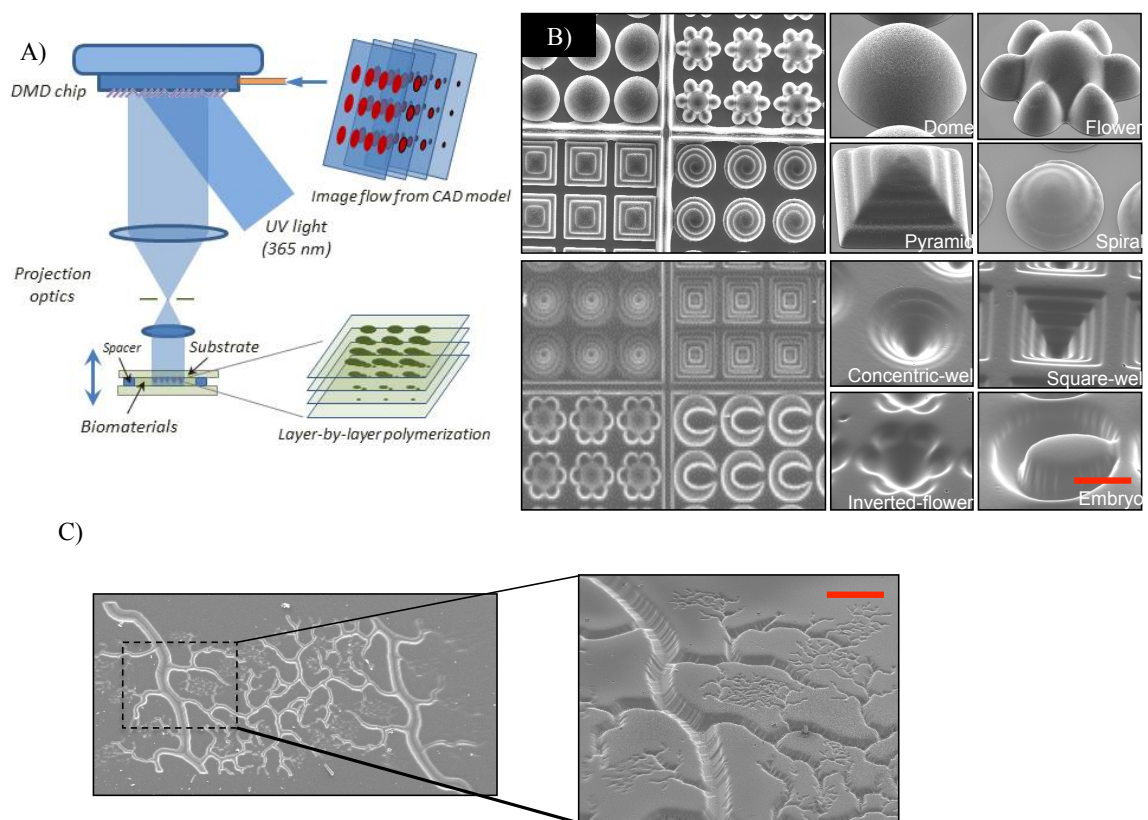 A)
DMD chip
Image flow from CAD model
UV light
(365 nm)
Projection
optics
Spacer
Substrate
Biomaterials
Layer-by-layer polymerization
B)
Dome
Flower
Pyramid
Spiral
Concentric-wel
Square-wel
Inverted-flower
Embryo
C)